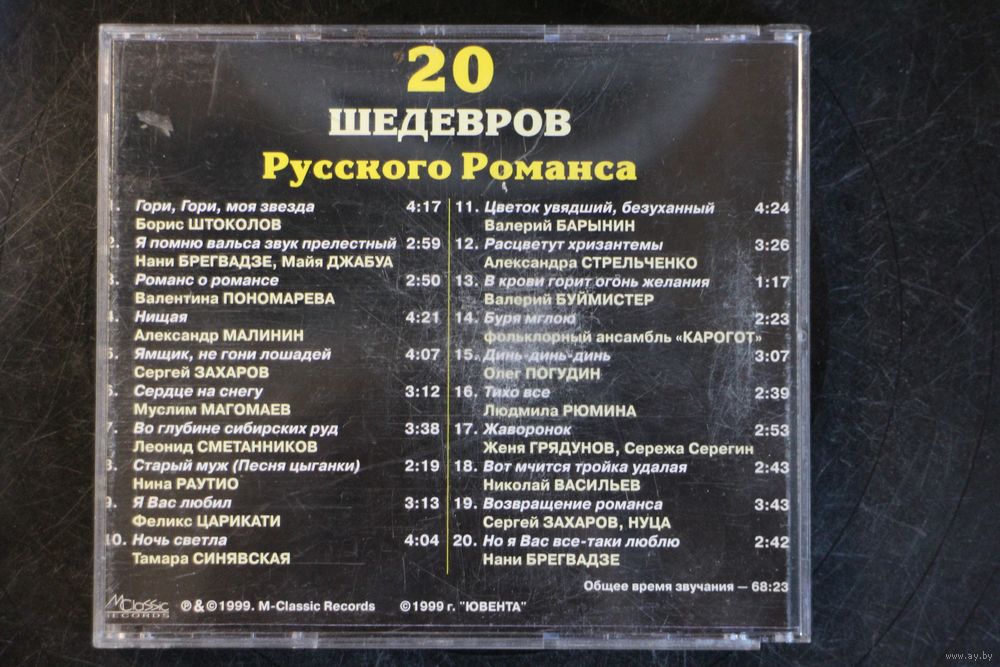 20
ШЕДЕВРОВ
Русского Романса
1. Гори, Гори, моя звезда 4:17
Борис ШТОКОЛОВ
2. Я помню вальса звук прелестный 2:59
Нани БРЕГВАДЗЕ, Майя ДЖАБУА
3. Романс о романсе 2:50
Валентина ПОНОМАРЕВА
4. Нищая 4:21
Александр МАЛИНИН
5. Ямщик, не гони лошадей 4:07
Сергей ЗАХАРОВ
6. Сердце на снегу 3:12
Муслим МАГОМАЕВ
7. Во глубине сибирских руд 3:38
Леонид СМЕТАННИКОВ
8. Старый муж (Песня цыганки) 2:19
Нина РАУТИО
9. Я Вас любил 3:13
Феликс ЦАРИКАТИ
10. Ночь светла 4:04
Тамара СИНЯВСКАЯ
11. Цветок увядший, безуханный 4:24
Валерий БАРЫНИН
12. Расцветут хризантемы 3:26
Александра СТРЕЛЬЧЕНКО
13. В крови горит огонь желания 1:17
Валерий БУЙМИСТЕР
14. Буря мглою 2:23
фольклорный ансамбль «КАРОГОТ»
15. Динь-динь-динь 3:07
Олег ПОГУДИН
16. Тихо все 2:39
Людмила РЮМИНА
17. Жаворонок 2:53
Женя ГРЯДУНОВ, Сережа Серегин
18. Вот мчится тройка удалая 2:43
Николай ВАСИЛЬЕВ
19. Возвращение романса 3:43
Сергей ЗАХАРОВ, НУЦА
20. Но я Вас все-таки люблю 2:42
Нани БРЕГВАДЗЕ
Общее время звучания — 68:23
MClassic
RECORDS
℗&©1999. M-Classic Records ©1999 г. "ЮВЕНТА"
www.ay.by